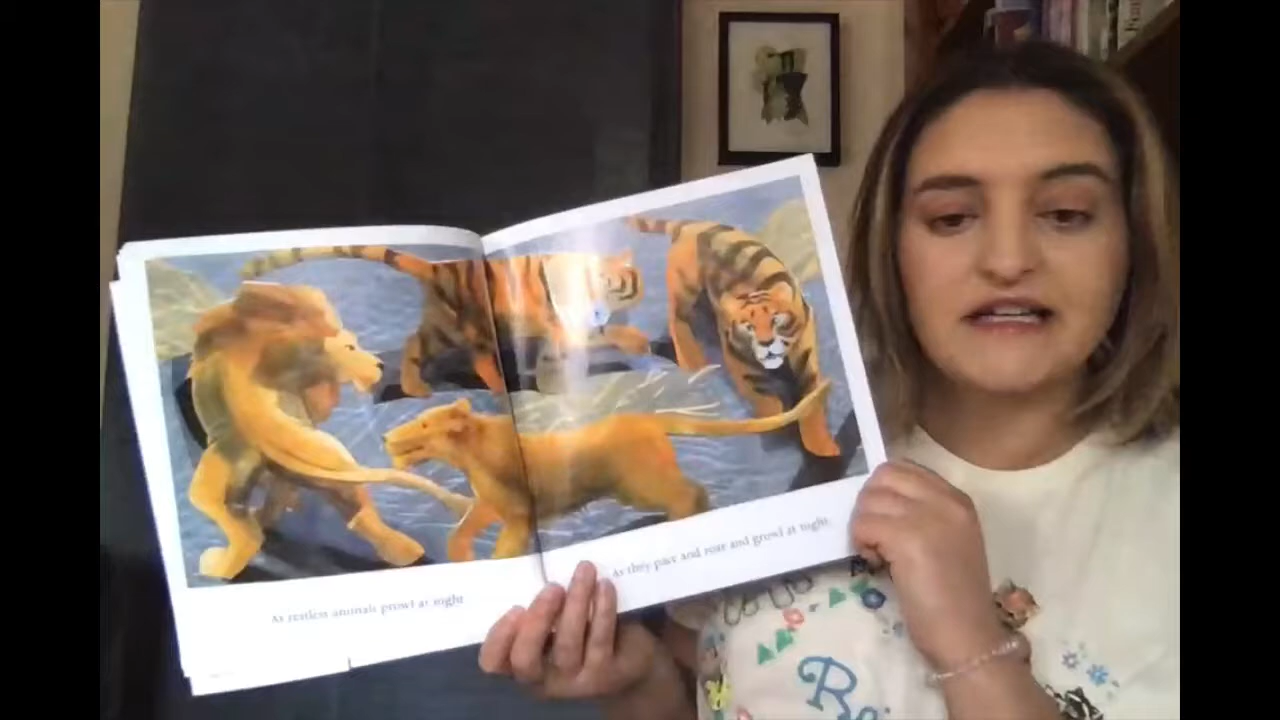 As restless animals prowl at night
As they pace and roar and growl at night.